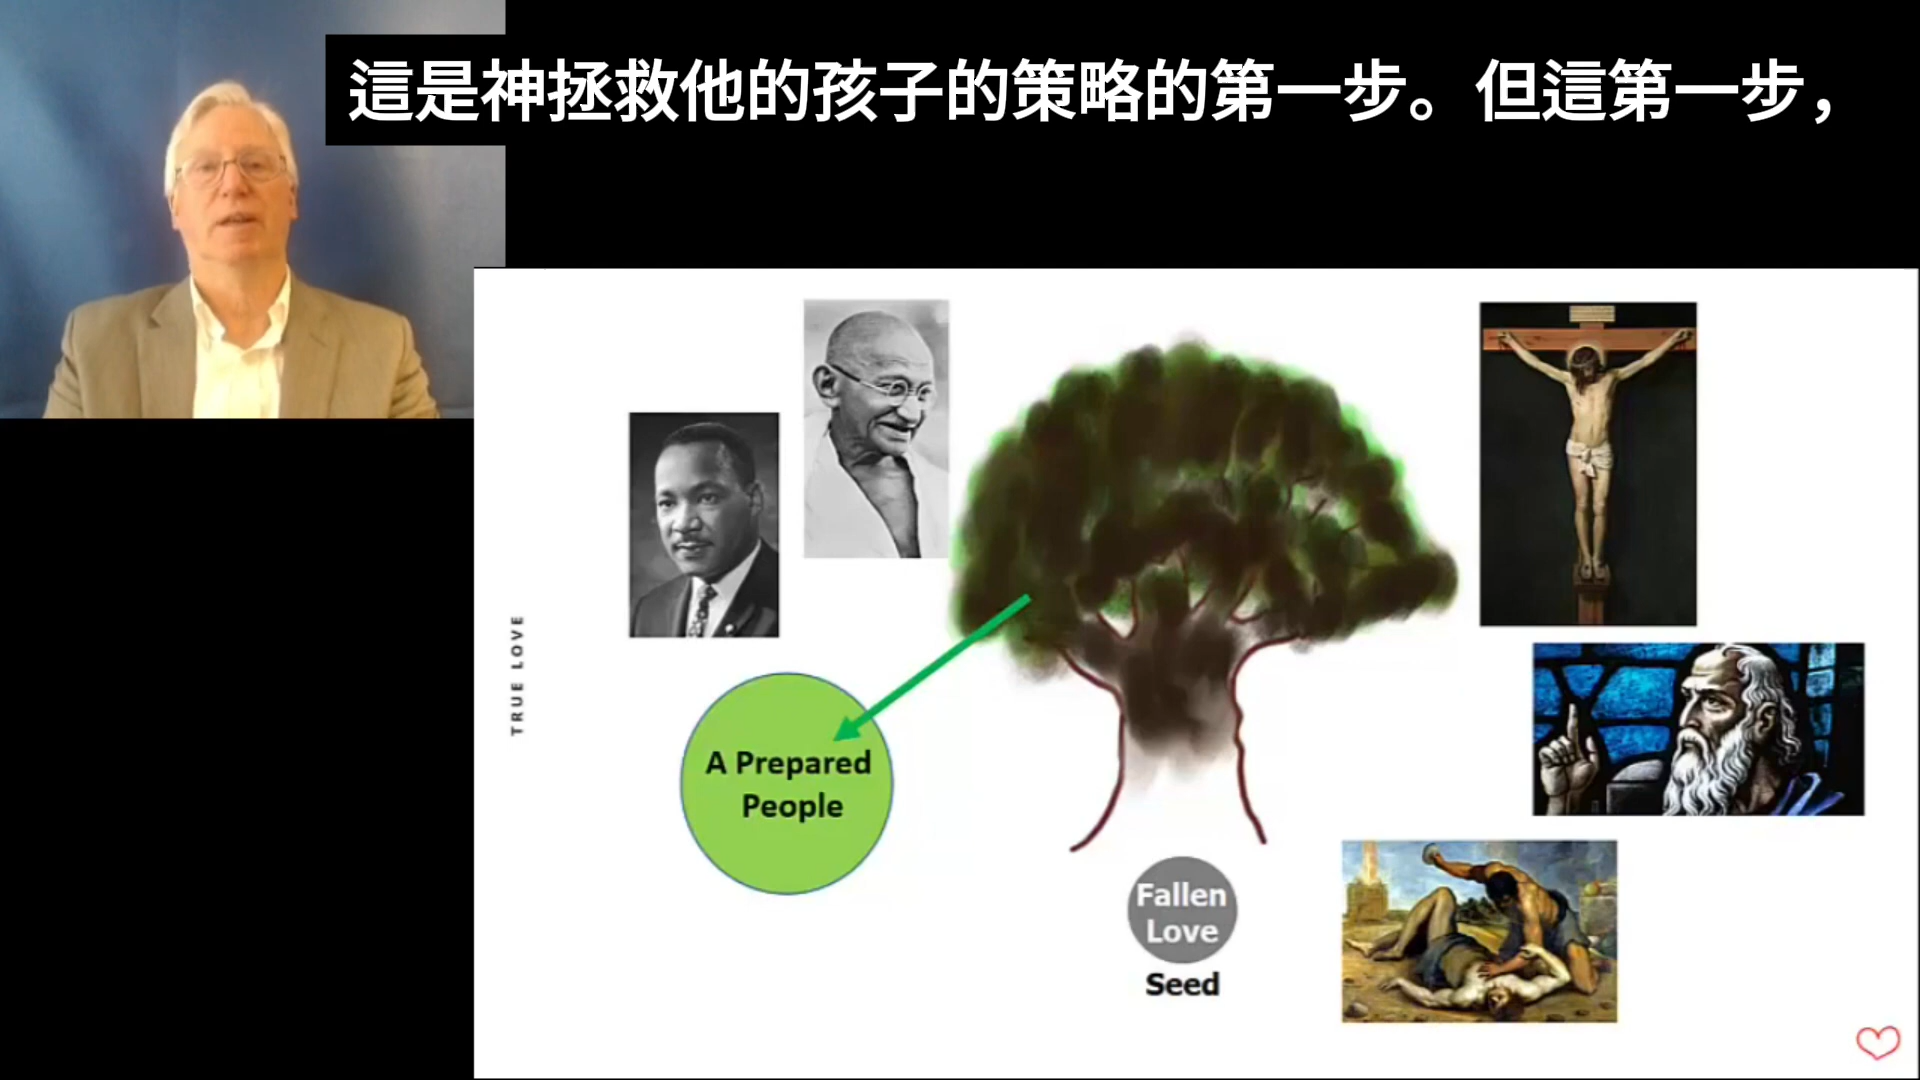 這是神拯救他的孩子的策略的第一步。但這第一步，
TRUE LOVE
A Prepared
People
Fallen
Love
Seed